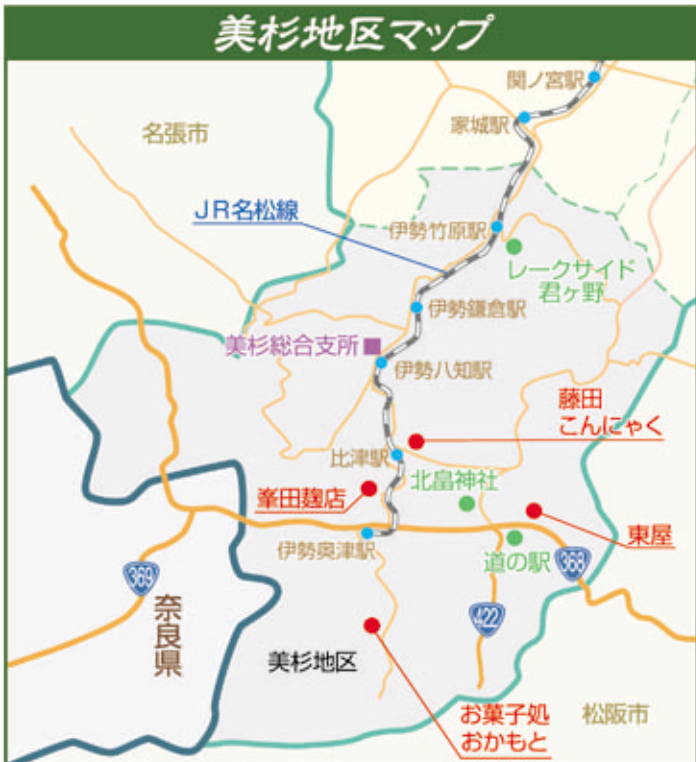 美杉地区マップ
関ノ宮駅
家城駅
名張市
JR名松線
伊勢竹原駅
レークサイド
君ヶ野
伊勢鎌倉駅
美杉総合支所
伊勢八知駅
藤田
こんにゃく
比津駅
北畠神社
峯田麹店
東屋
伊勢奥津駅
道の駅
368
369
奈良県
422
美杉地区
お菓子処
おかもと
松阪市